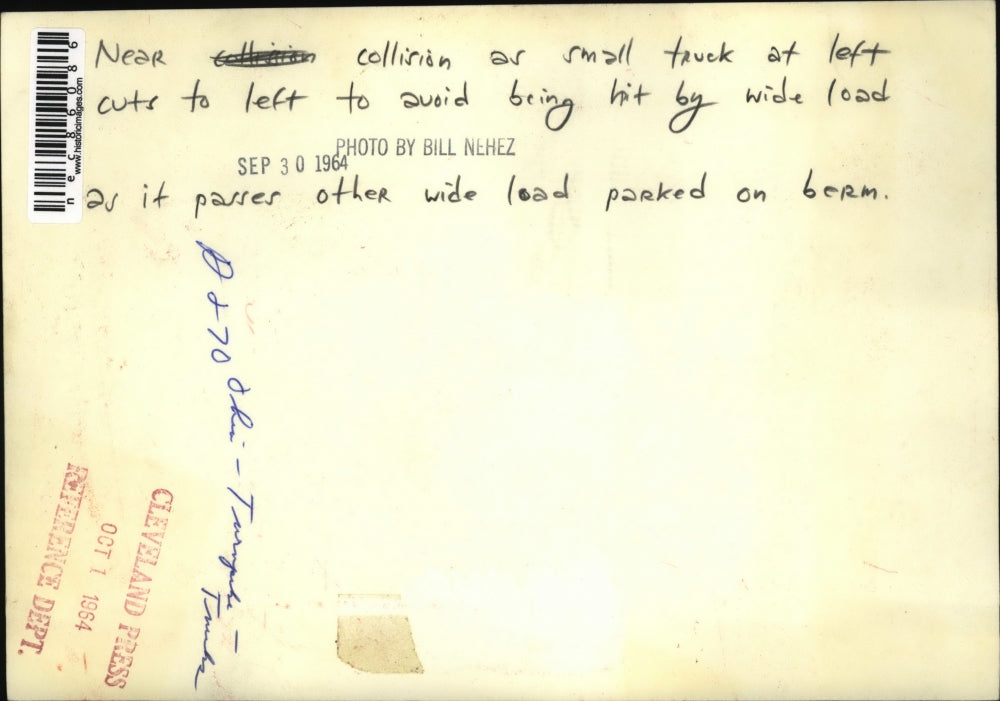 Near collision as small truck at left
cuts to left to avoid being hit by wide load
PHOTO BY BILL NEHEZ
SEP 30 1964
as it passes other wide load parked on berm.
nec86086
www.historicimages.com
Ohio - Turnpike -
Trucks
CLEVELAND PRESS
OCT 1 1964
REFERENCE DEPT.